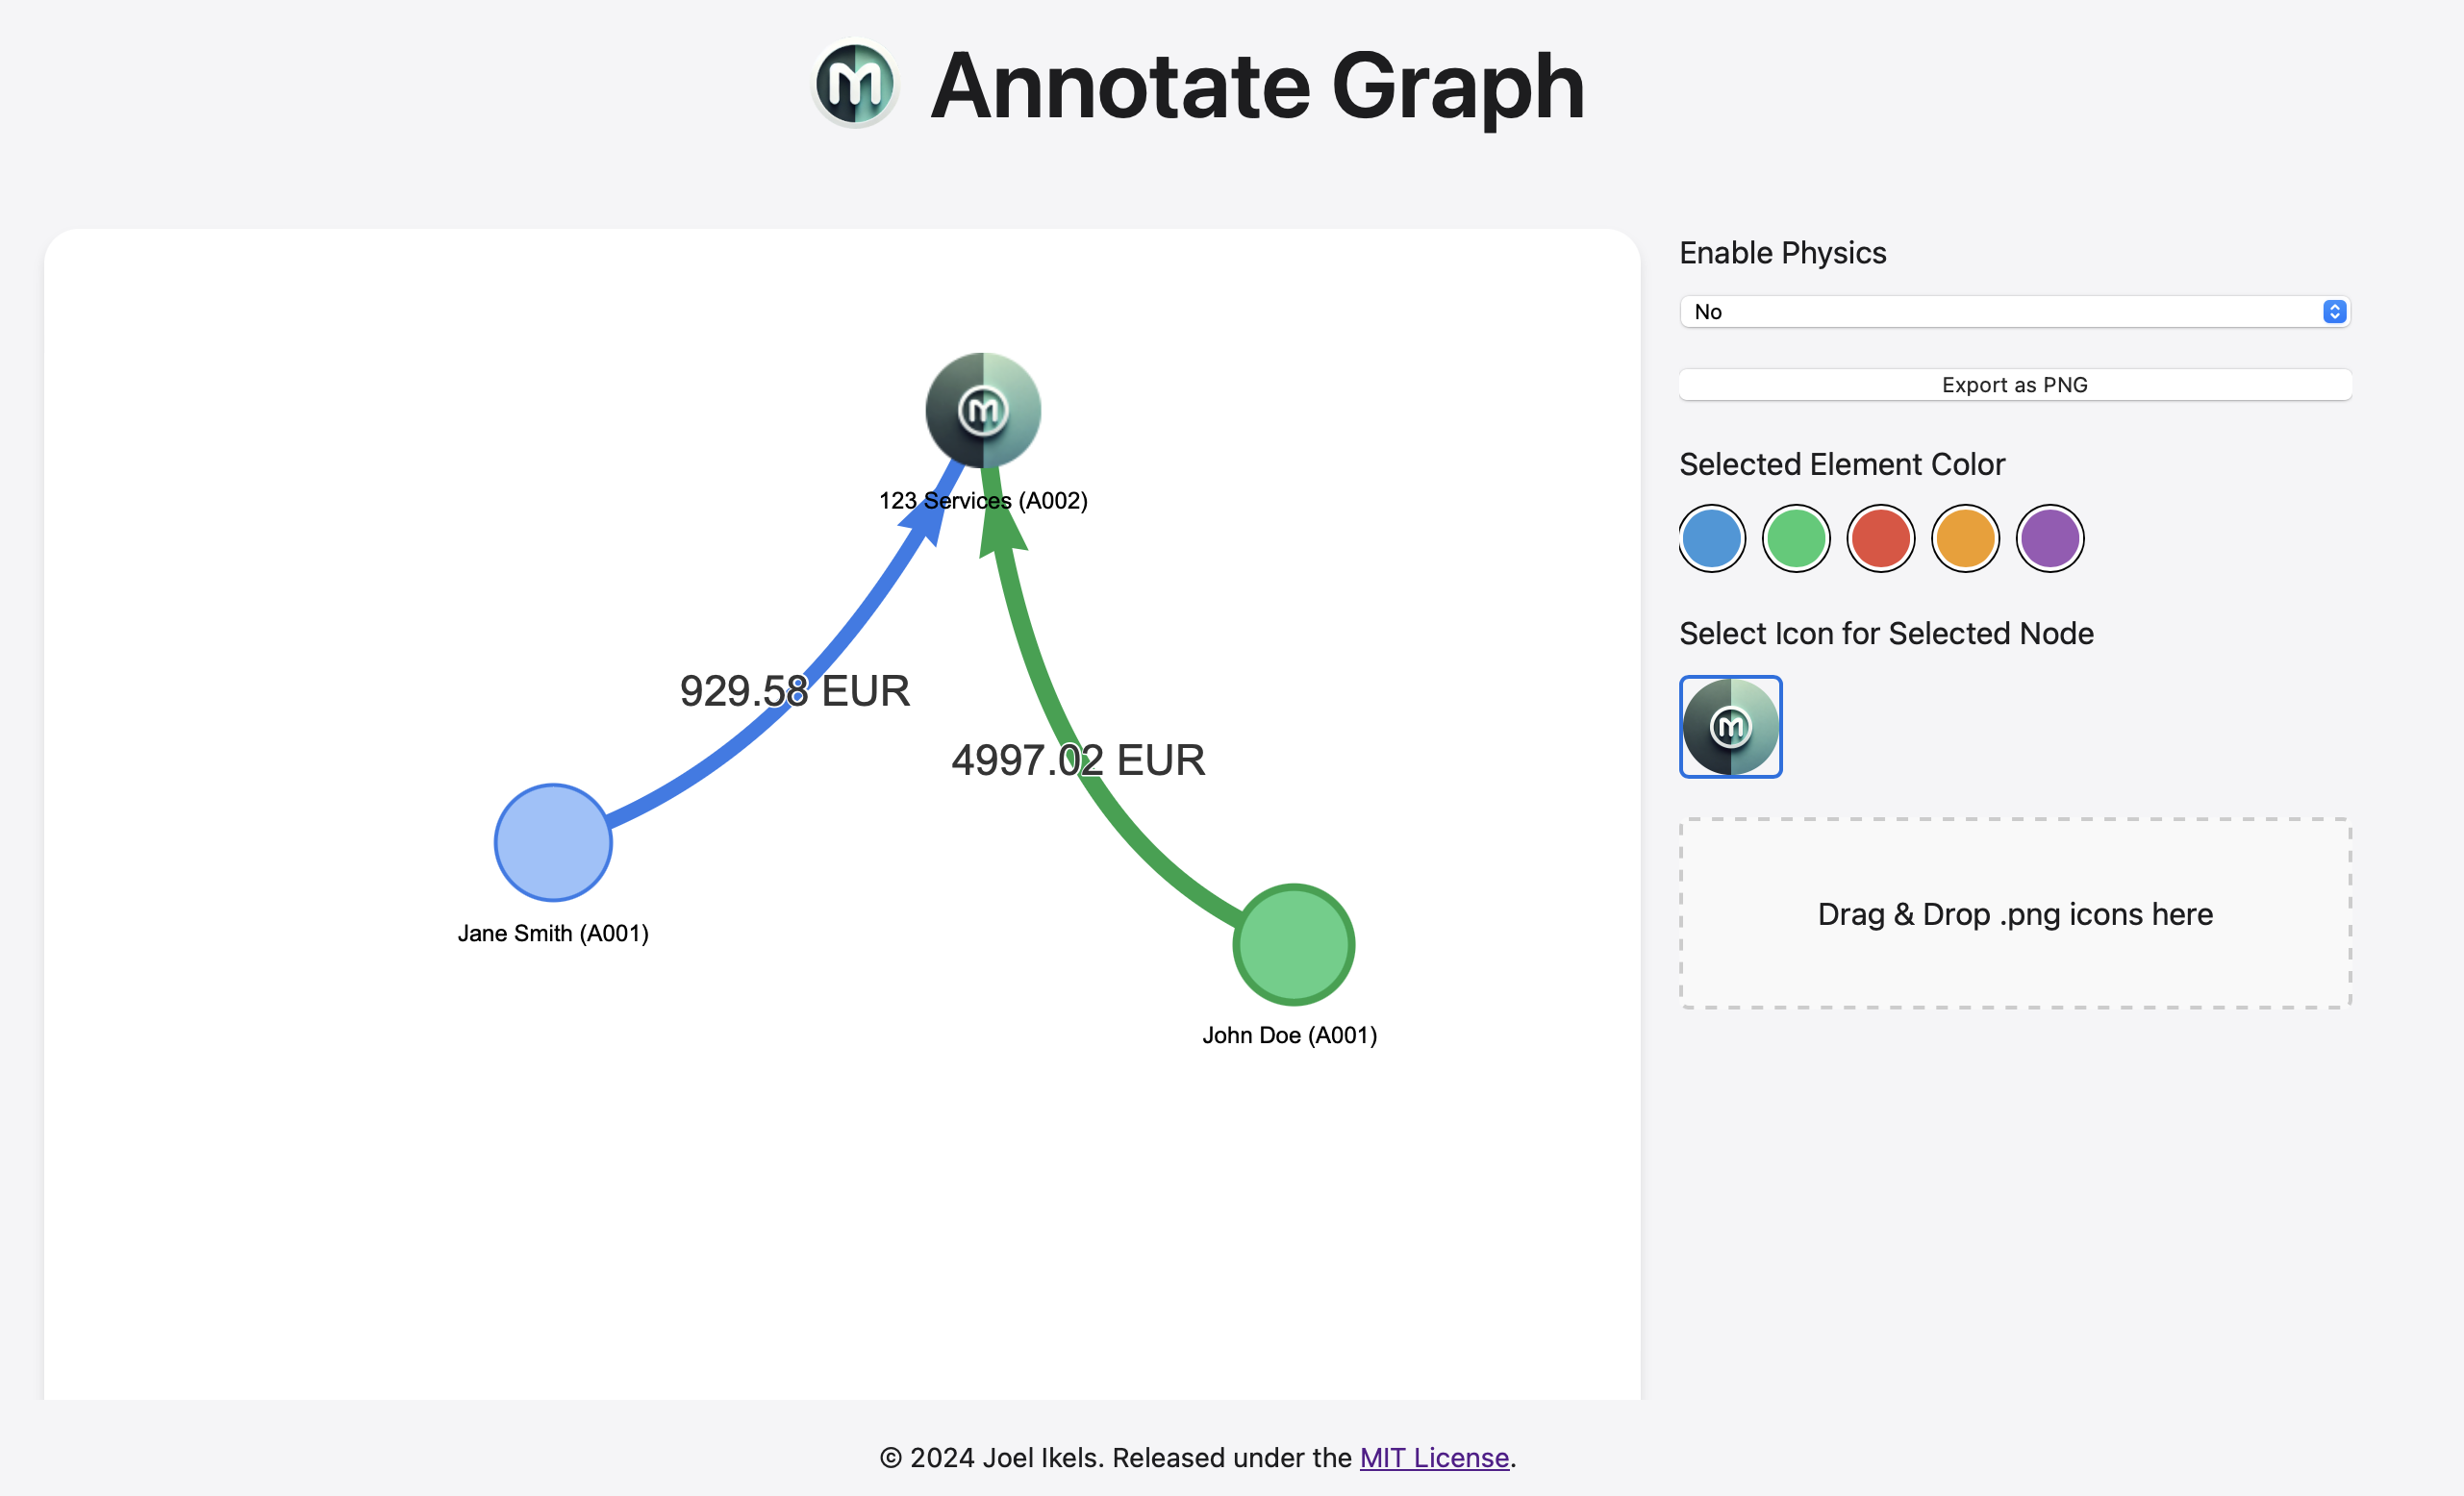 M Annotate Graph
Enable Physics
No
Export as PNG
Selected Element Color
Select Icon for Selected Node
M
Drag & Drop .png icons here
M
123 Services (A002)
929.58 EUR
4997.02 EUR
Jane Smith (A001)
John Doe (A001)
© 2024 Joel Ikels. Released under the MIT License.